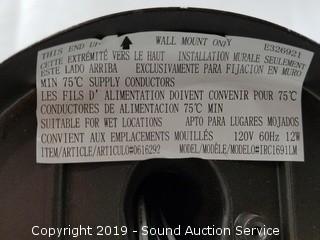 THIS END UP ▲ WALL MOUNT ONLY E326921
CETTE EXTRÉMITÉ VERS LE HAUT INSTALLATION MURALE SEULEMENT
ESTE LADO ARRIBA EXCLUSIVAMENTE PARA FIJACION EN MURO
MIN 75℃ SUPPLY CONDUCTORS
LES FILS D'ALIMENTATION DOIVENT CONVENIR POUR 75℃
CONDUCTORES DE ALIMENTACION 75℃ MIN
SUITABLE FOR WET LOCATIONS APTO PARA LUGARES MOJADOS
CONVIENT AUX EMPLACEMENTS MOUILLÉS 120V 60Hz 12W
ITEM/ARTICLE/ARTICULO#0616292 MODEL/MODÈLE/MODELO#IRC1691LM
Copyright 2019 - Sound Auction Service